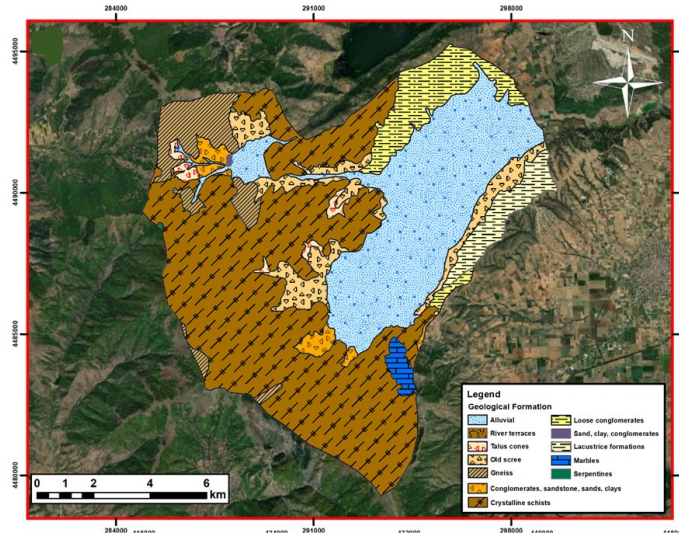 284000 291000 298000
N
4495000
4490000
4485000
4480000
Legend
Geological Formation
Alluvial
River terraces
Talus cones
Old scree
Gneiss
Conglomerates, sandstone, sands, clays
Crystalline schists
Loose conglomerates
Sand, clay, conglomerates
Lacustrice formations
Marbles
Serpentines
0 1 2 4 6
km
284000 291000 298000